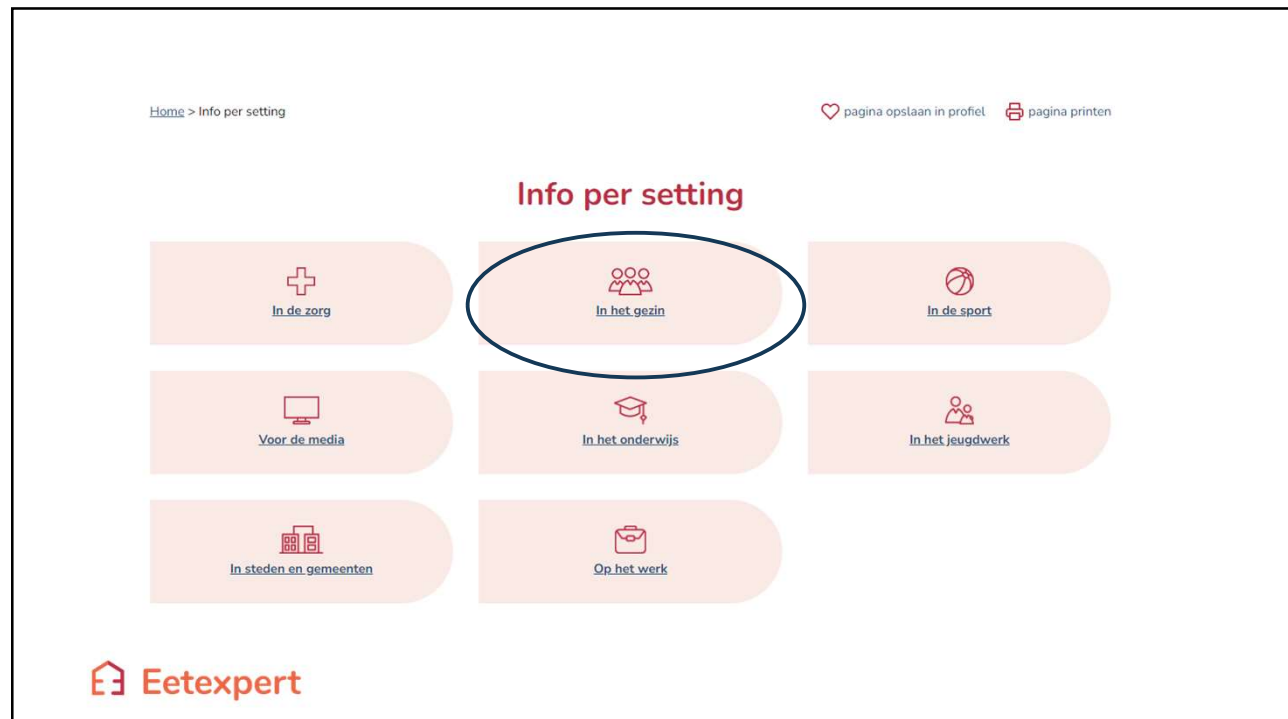 Home > Info per setting
pagina opslaan in profiel
pagina printen
Info per setting
In de zorg
In het gezin
In de sport
Voor de media
In het onderwijs
In het jeugdwerk
In steden en gemeenten
Op het werk
Eetexpert